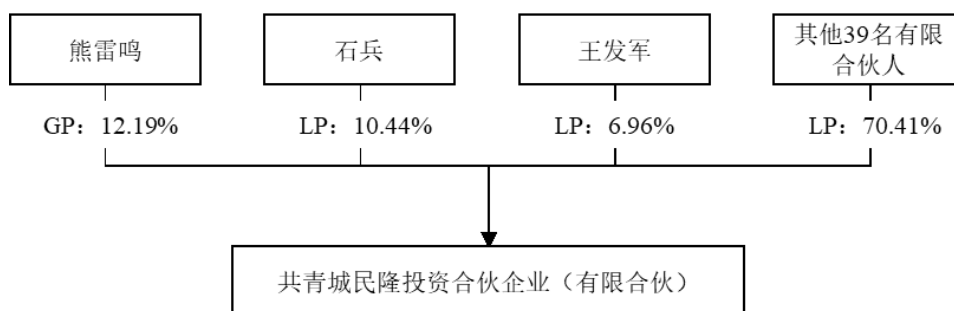 熊雷鸣
石兵
王发军
其他39名有限
合伙人
GP：12.19%
LP：10.44%
LP：6.96%
LP：70.41%
共青城民隆投资合伙企业（有限合伙）